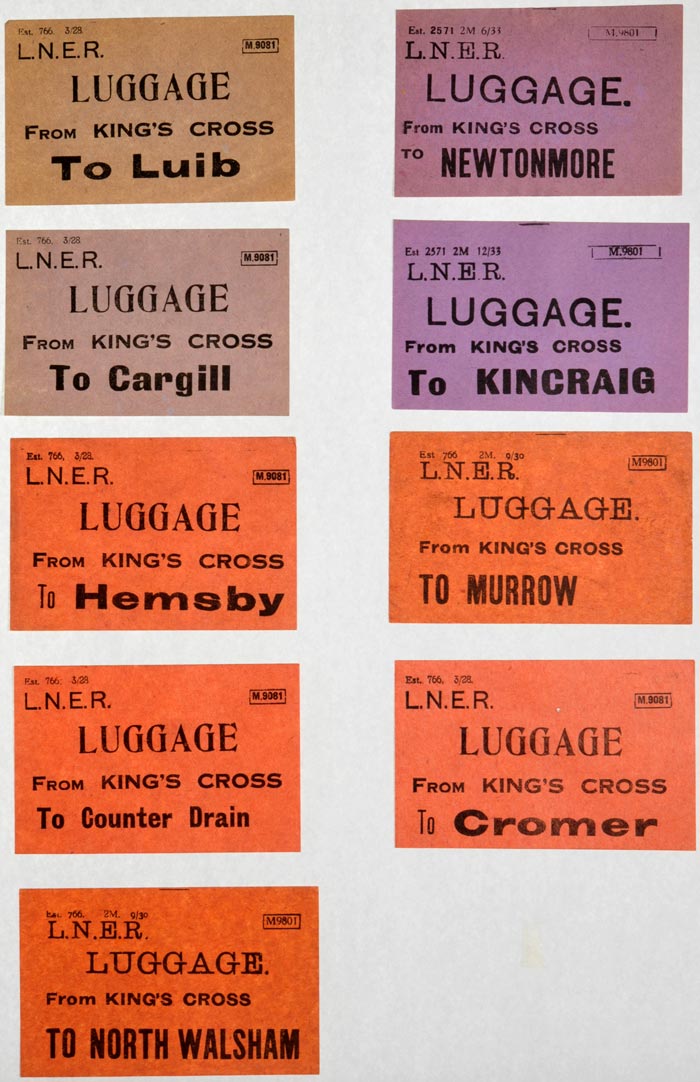 Est. 766. 3/28.
M.9081
L.N.E.R.
LUGGAGE
FROM KING'S CROSS
To Luib
Est. 2571 2M 6/33
M.9801
L.N.E.R.
LUGGAGE.
From KING'S CROSS
TO NEWTONMORE
Est. 766. 3/28.
M.9081
L.N.E.R.
LUGGAGE
FROM KING'S CROSS
To Cargill
Est 2571 2M 12/33
M.9801
L.N.E.R.
LUGGAGE.
From KING'S CROSS
To KINCRAIG
Est. 766, 3/28.
M.9081
L.N.E.R.
LUGGAGE
FROM KING'S CROSS
To Hemsby
Est 766 2M. 9/30
M9801
L.N.E.R.
LUGGAGE.
From KING'S CROSS
TO MURROW
Est. 766. 3/28
M.9081
L.N.E.R.
LUGGAGE
FROM KING'S CROSS
To Counter Drain
Est. 766. 3/28.
M.9081
L.N.E.R.
LUGGAGE
FROM KING'S CROSS
To Cromer
Est. 766. 2M. 9/30
M9801
L.N.E.R.
LUGGAGE.
From KING'S CROSS
TO NORTH WALSHAM